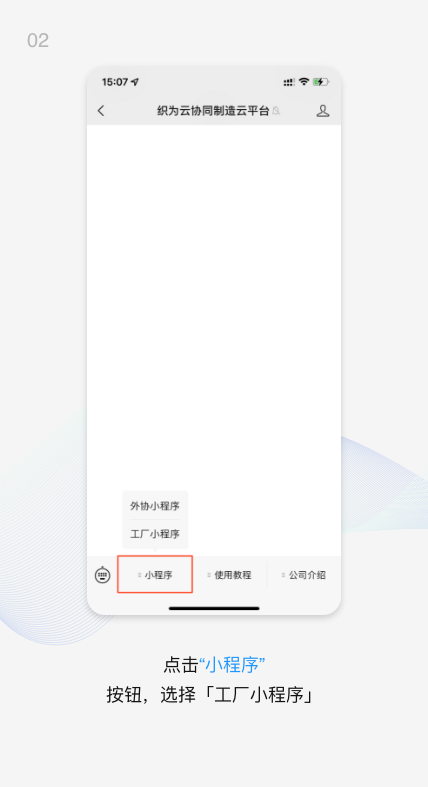 02
15:07
织为云协同制造云平台
外协小程序
工厂小程序
小程序
使用教程
公司介绍
点击“小程序”
按钮，选择「工厂小程序」